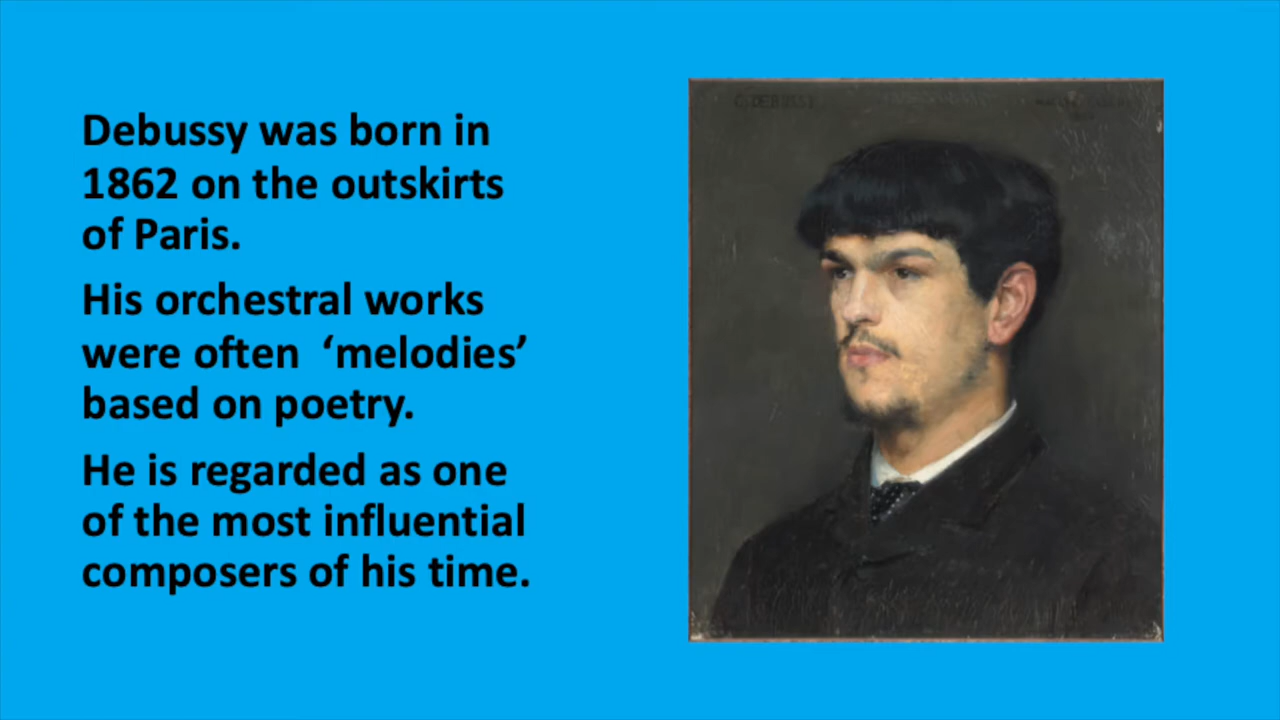 Debussy was born in
1862 on the outskirts
of Paris.
His orchestral works
were often  ‘melodies’
based on poetry.
He is regarded as one
of the most influential
composers of his time.